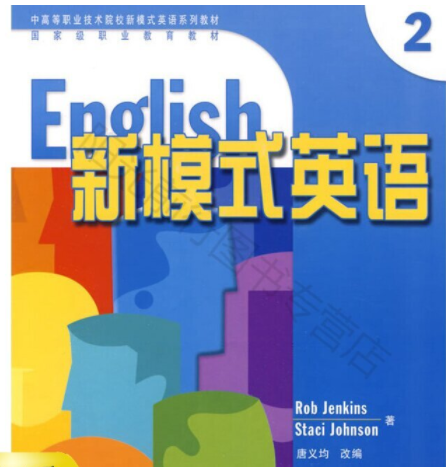 中高等职业技术院校新模式英语系列教材
国家级职业教育教材
2
English
新模式英语
Rob Jenkins
Staci Johnson
著
唐义均 改编